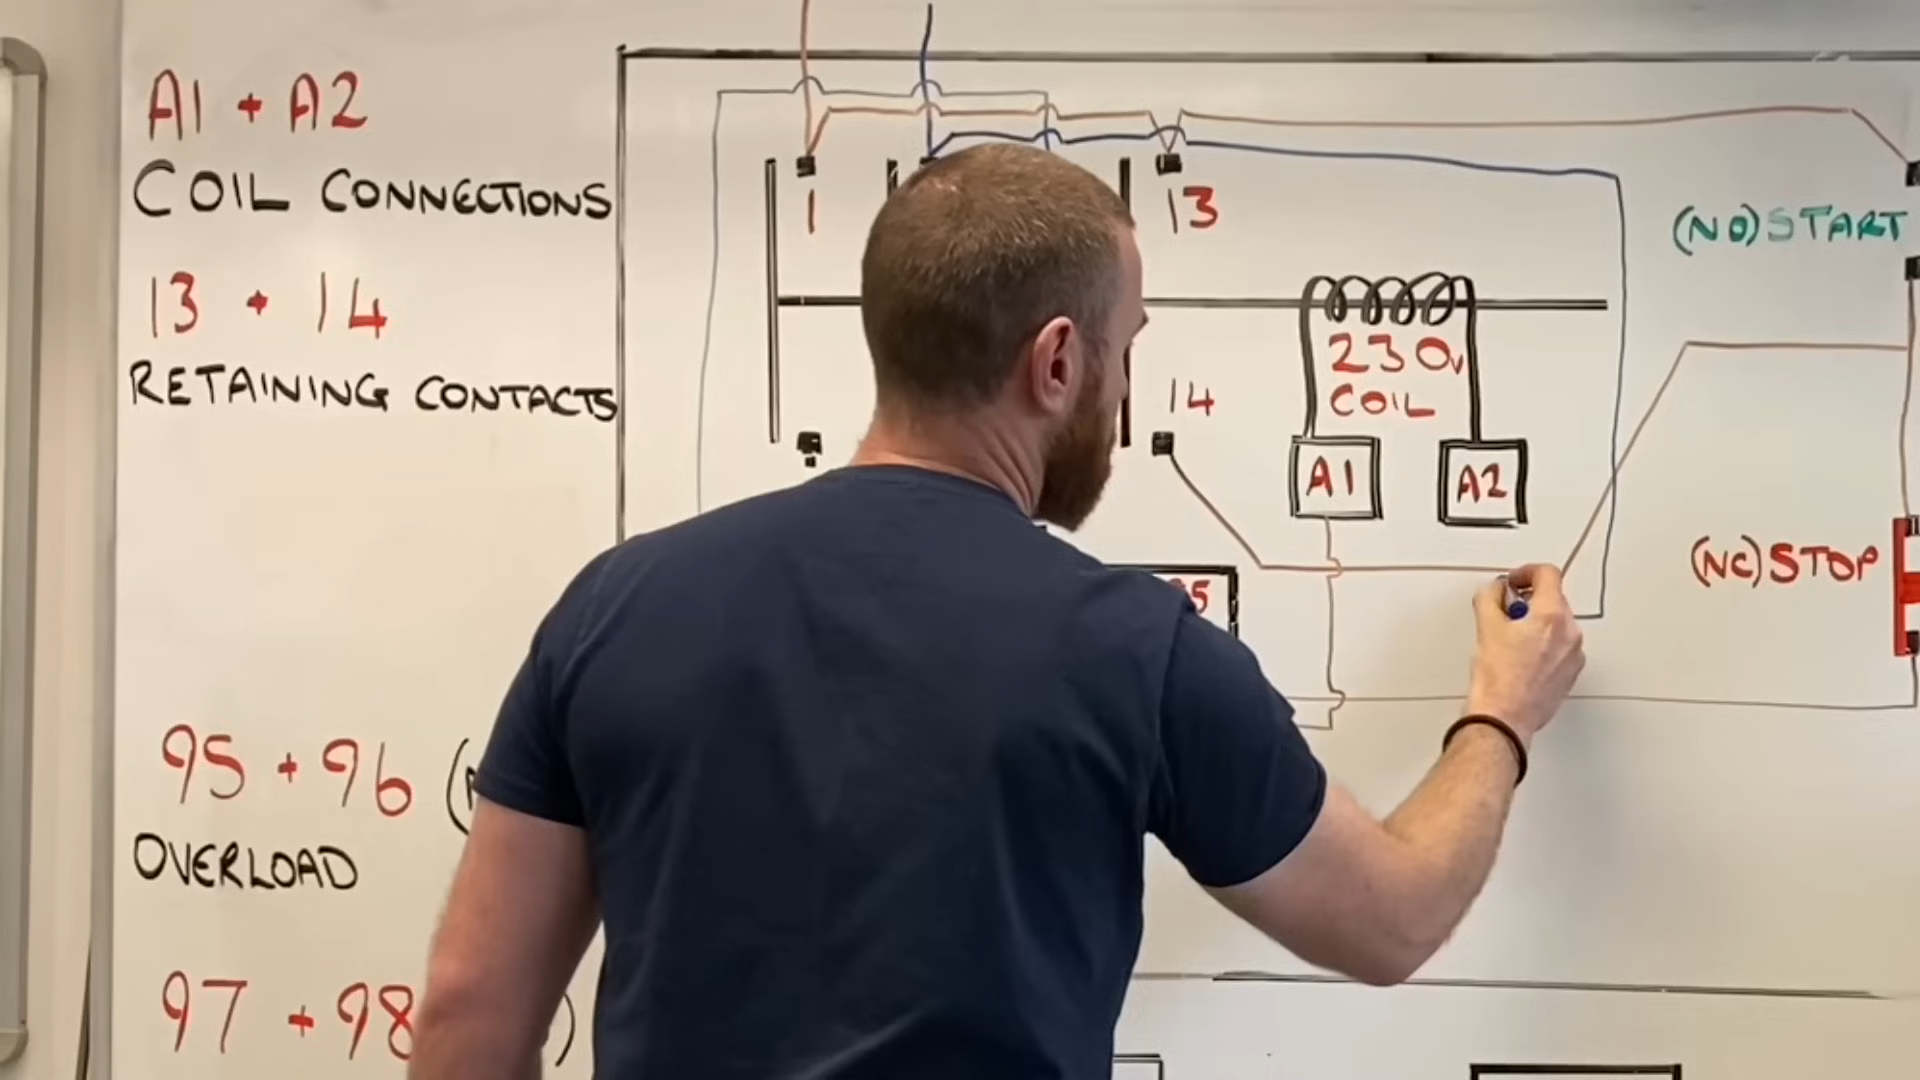 A1 + A2
COIL CONNECTIONS
13 + 14
RETAINING CONTACTS
95 + 96 (
OVERLOAD
97 + 98 )
1
13
14
230v
COIL
A1
A2
5
(NO) START
(NC) STOP